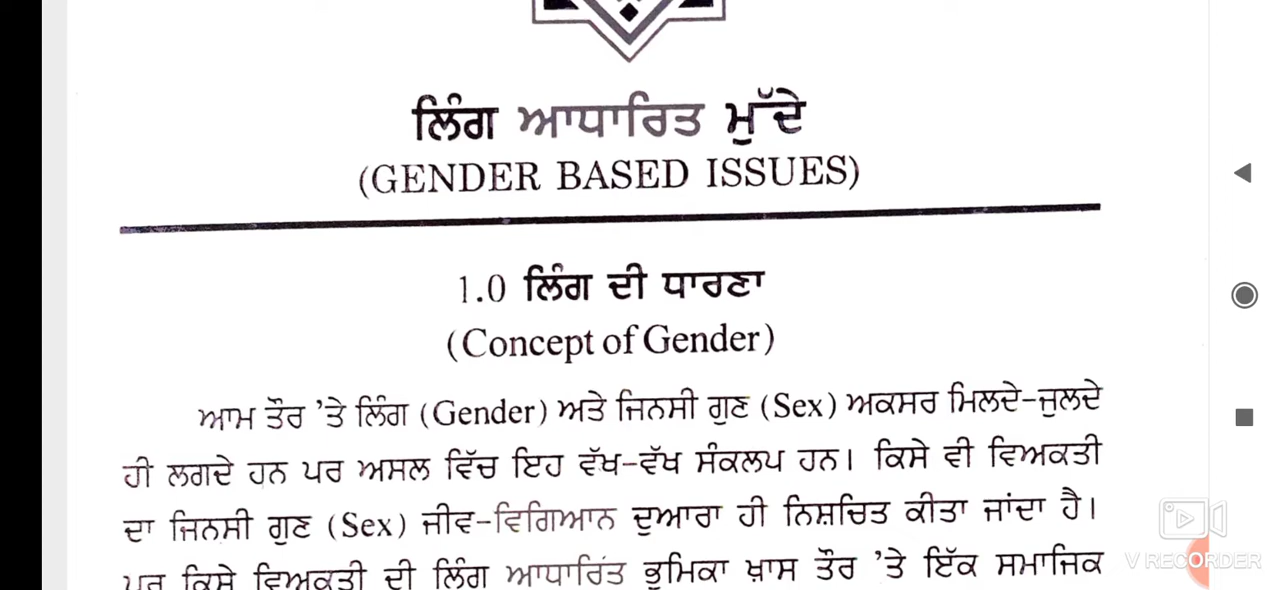 ਲਿੰਗ ਆਧਾਰਿਤ ਮੁੱਦੇ
(GENDER BASED ISSUES)
1.0 ਲਿੰਗ ਦੀ ਧਾਰਣਾ
(Concept of Gender)
ਆਮ ਤੌਰ 'ਤੇ ਲਿੰਗ (Gender) ਅਤੇ ਜਿਨਸੀ ਗੁਣ (Sex) ਅਕਸਰ ਮਿਲਦੇ-ਜੁਲਦੇ
ਹੀ ਲਗਦੇ ਹਨ ਪਰ ਅਸਲ ਵਿੱਚ ਇਹ ਵੱਖ-ਵੱਖ ਸੰਕਲਪ ਹਨ। ਕਿਸੇ ਵੀ ਵਿਅਕਤੀ
ਦਾ ਜਿਨਸੀ ਗੁਣ (Sex) ਜੀਵ-ਵਿਗਿਆਨ ਦੁਆਰਾ ਹੀ ਨਿਸ਼ਚਿਤ ਕੀਤਾ ਜਾਂਦਾ ਹੈ।
ਪਰ ਕਿਸੇ ਵਿਅਕਤੀ ਦੀ ਲਿੰਗ ਆਧਾਰਿਤ ਭੂਮਿਕਾ ਖ਼ਾਸ ਤੌਰ 'ਤੇ ਇੱਕ ਸਮਾਜਿਕ
V RECORDER